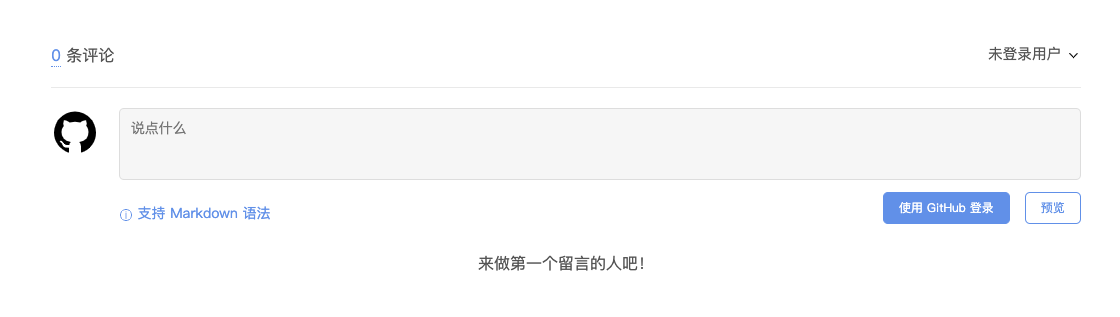 0 条评论
未登录用户
说点什么
支持 Markdown 语法
使用 GitHub 登录
预览
来做第一个留言的人吧！